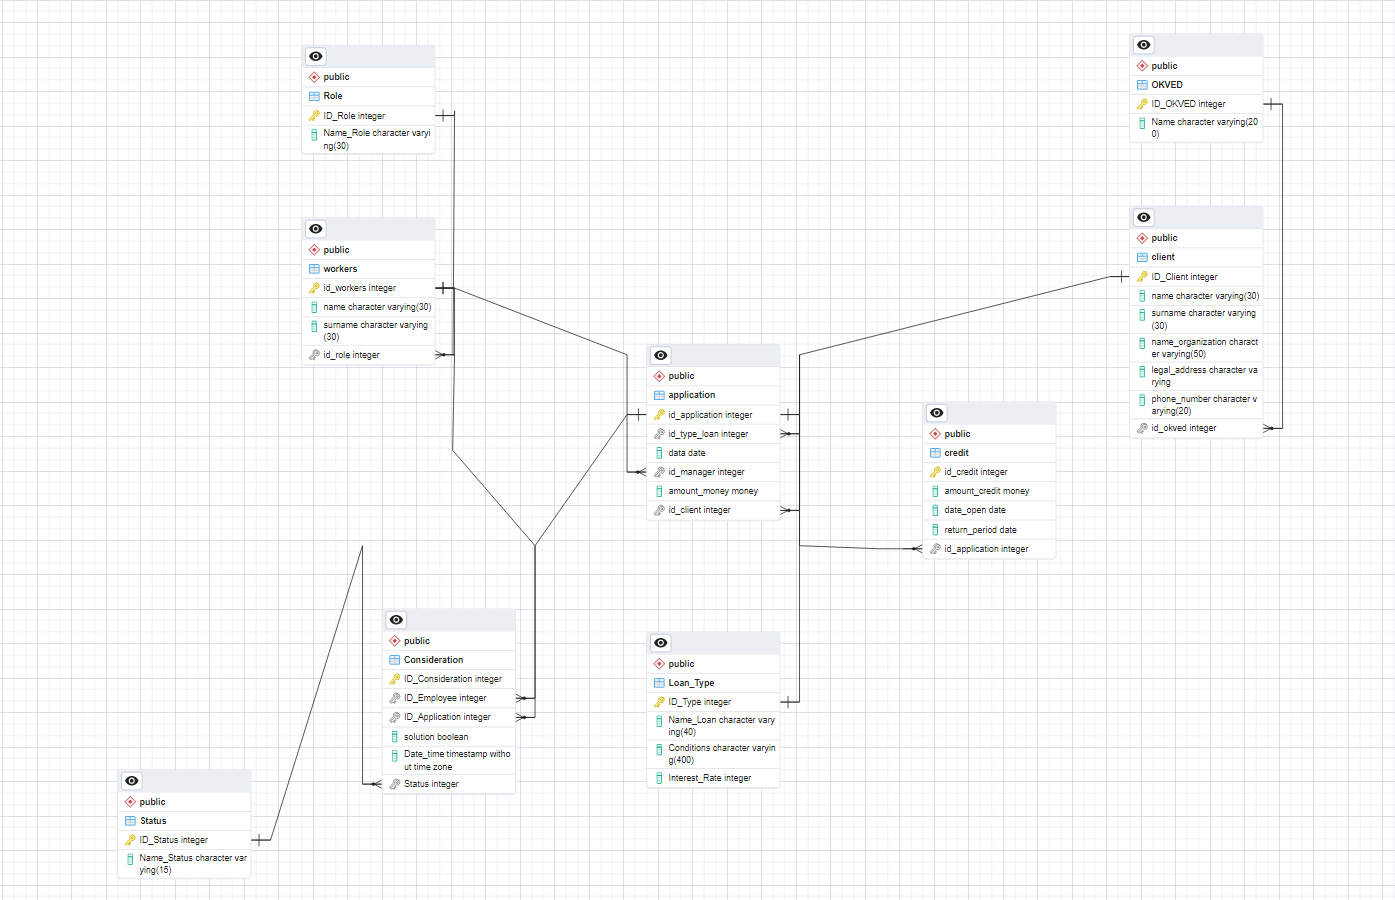 public
Role
ID_Role integer
Name_Role character varyi
ng(30)
public
workers
id_workers integer
name character varying(30)
surname character varying
(30)
id_role integer
public
OKVED
ID_OKVED integer
Name character varying(20
0)
public
client
ID_Client integer
name character varying(30)
surname character varying
(30)
name_organization charact
er varying(50)
legal_address character va
rying
phone_number character v
arying(20)
id_okved integer
public
application
id_application integer
id_type_loan integer
data date
id_manager integer
amount_money money
id_client integer
public
credit
id_credit integer
amount_credit money
date_open date
return_period date
id_application integer
public
Consideration
ID_Consideration integer
ID_Employee integer
ID_Application integer
solution boolean
Date_time timestamp witho
ut time zone
Status integer
public
Loan_Type
ID_Type integer
Name_Loan character vary
ing(40)
Conditions character varyin
g(400)
Interest_Rate integer
public
Status
ID_Status integer
Name_Status character var
ying(15)